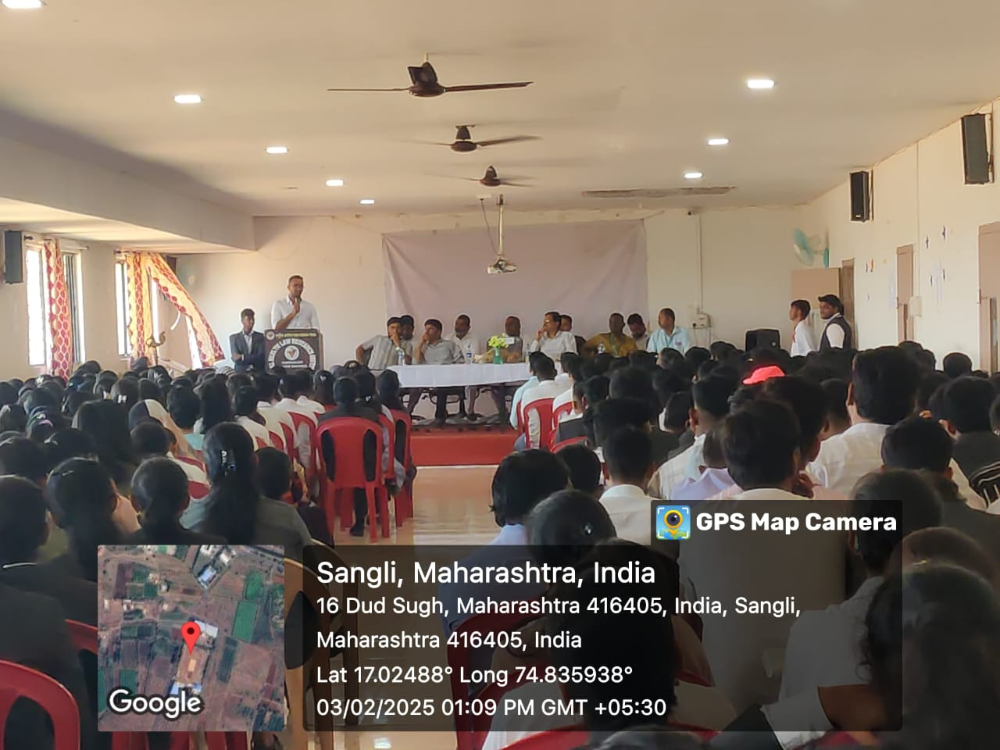 LAW
GPS Map Camera
Sangli, Maharashtra, India
16 Dud Sugh, Maharashtra 416405, India, Sangli,
Maharashtra 416405, India
Lat 17.02488° Long 74.835938°
03/02/2025 01:09 PM GMT +05:30
Google